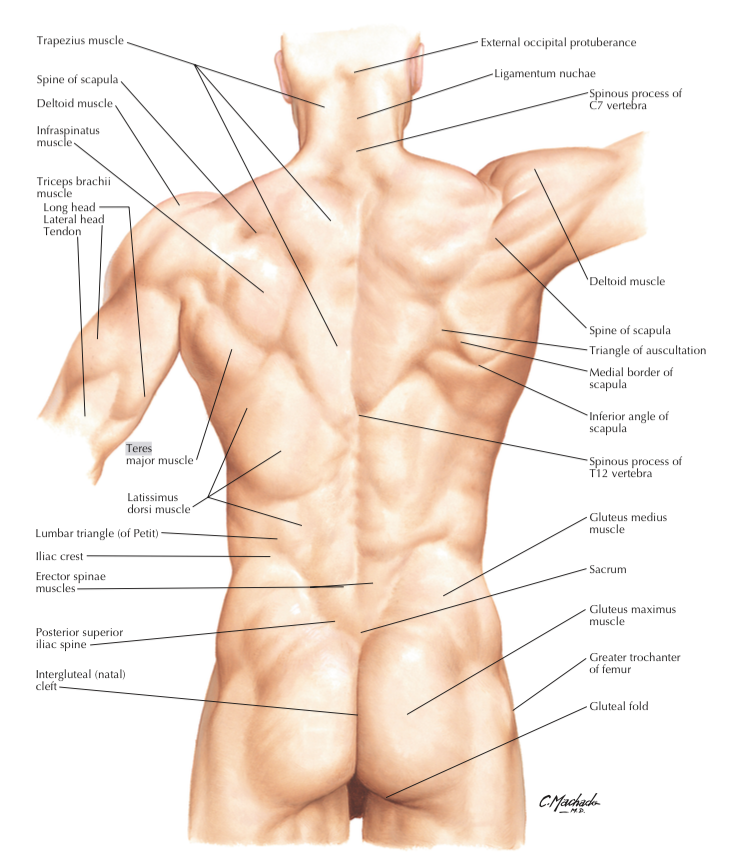 Trapezius muscle
Spine of scapula
Deltoid muscle
Infraspinatus
muscle
Triceps brachii
muscle
Long head
Lateral head
Tendon
Teres
major muscle
Latissimus
dorsi muscle
Lumbar triangle (of Petit)
Iliac crest
Erector spinae
muscles
Posterior superior
iliac spine
Intergluteal (natal)
cleft
External occipital protuberance
Ligamentum nuchae
Spinous process of
C7 vertebra
Deltoid muscle
Spine of scapula
Triangle of auscultation
Medial border of
scapula
Inferior angle of
scapula
Spinous process of
T12 vertebra
Gluteus medius
muscle
Sacrum
Gluteus maximus
muscle
Greater trochanter
of femur
Gluteal fold
C.Machado
M.D.